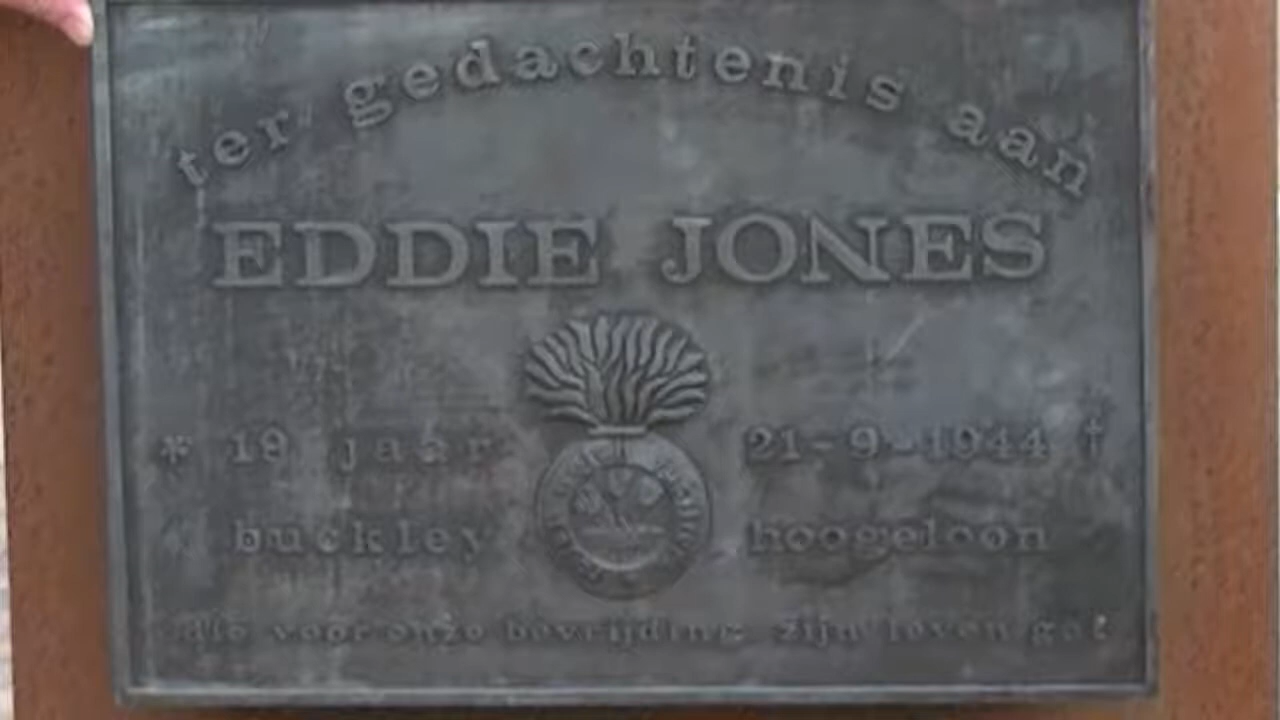 ter gedachtenis aan
EDDIE JONES
* 19 jaar 21-9-1944 †
buckley hoogeloon
die voor onze bevrijding zijn leven gaf